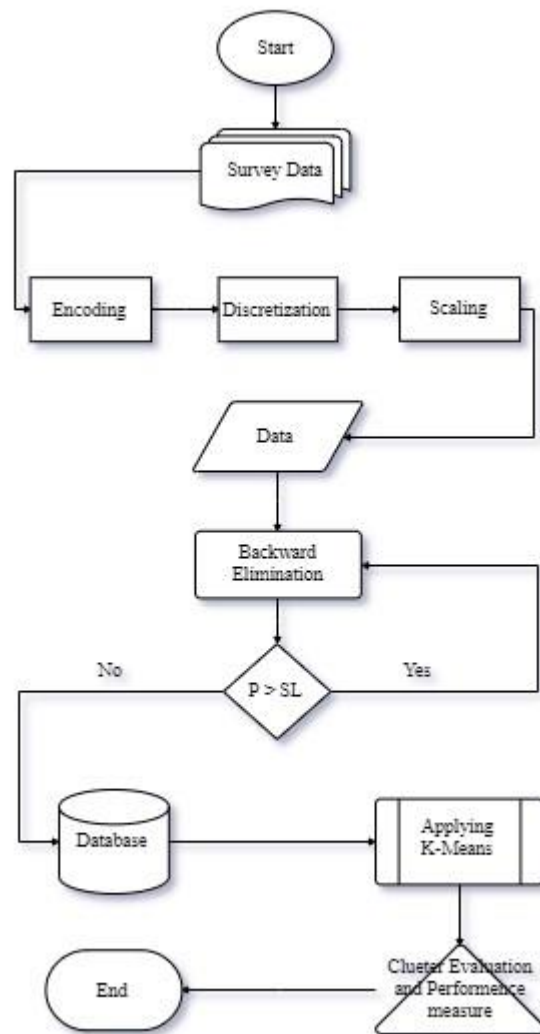 Start
Survey Data
Encoding
Discretization
Scaling
Data
Backward
Elimination
No
P > SL
Yes
Database
Applying
K-Means
Clueter Evaluation
and Performence
measure
End